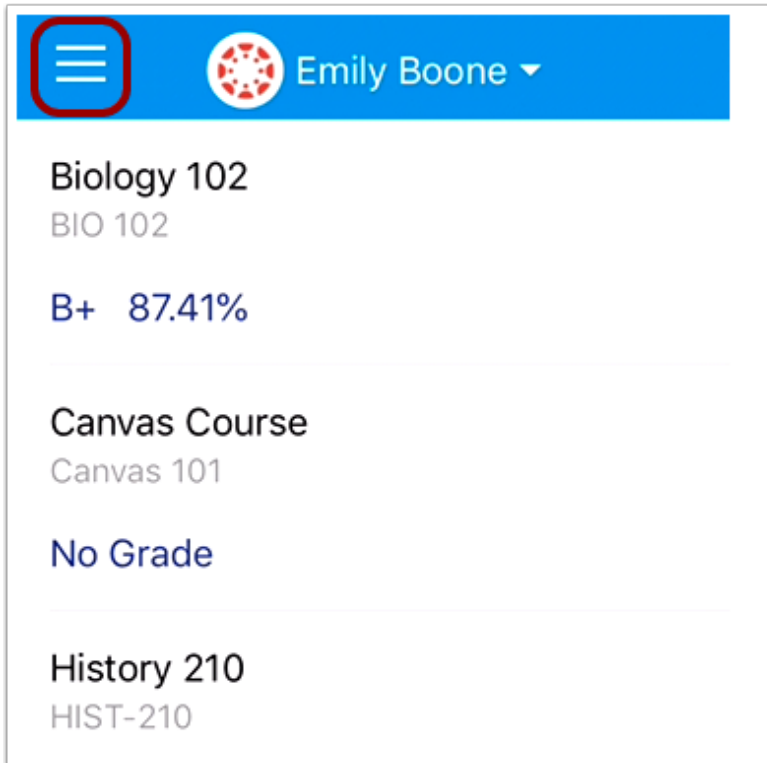 Emily Boone
Biology 102
BIO 102
B+ 87.41%
Canvas Course
Canvas 101
No Grade
History 210
HIST-210